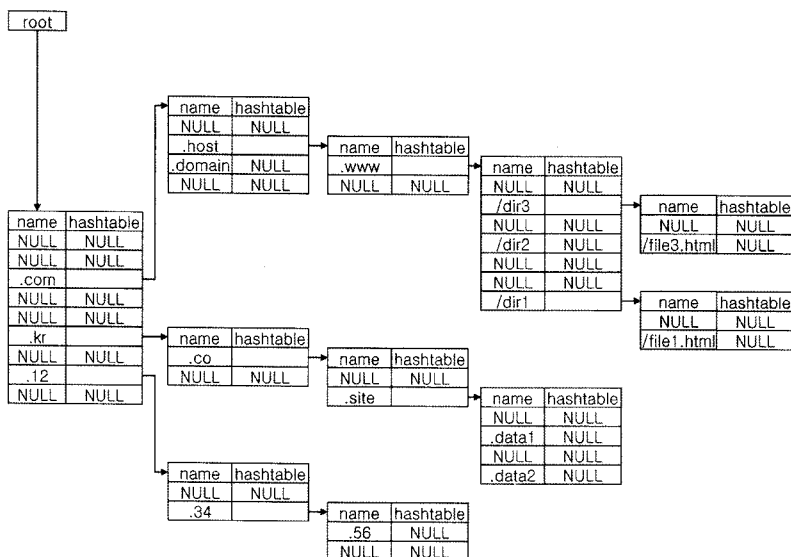 root
name hashtable
NULL NULL
NULL NULL
.com
NULL NULL
NULL NULL
.kr
NULL NULL
.12
NULL NULL
name hashtable
NULL NULL
.host
.domain NULL
NULL NULL
name hashtable
.www
NULL NULL
name hashtable
NULL NULL
/dir3
NULL NULL
/dir2 NULL
NULL NULL
NULL NULL
/dir1
name hashtable
NULL NULL
/file3.html NULL
name hashtable
NULL NULL
/file1.html NULL
name hashtable
.co
NULL NULL
name hashtable
NULL NULL
.site
name hashtable
NULL NULL
.data1 NULL
NULL NULL
.data2 NULL
name hashtable
NULL NULL
.34
name hashtable
.56 NULL
NULL NULL